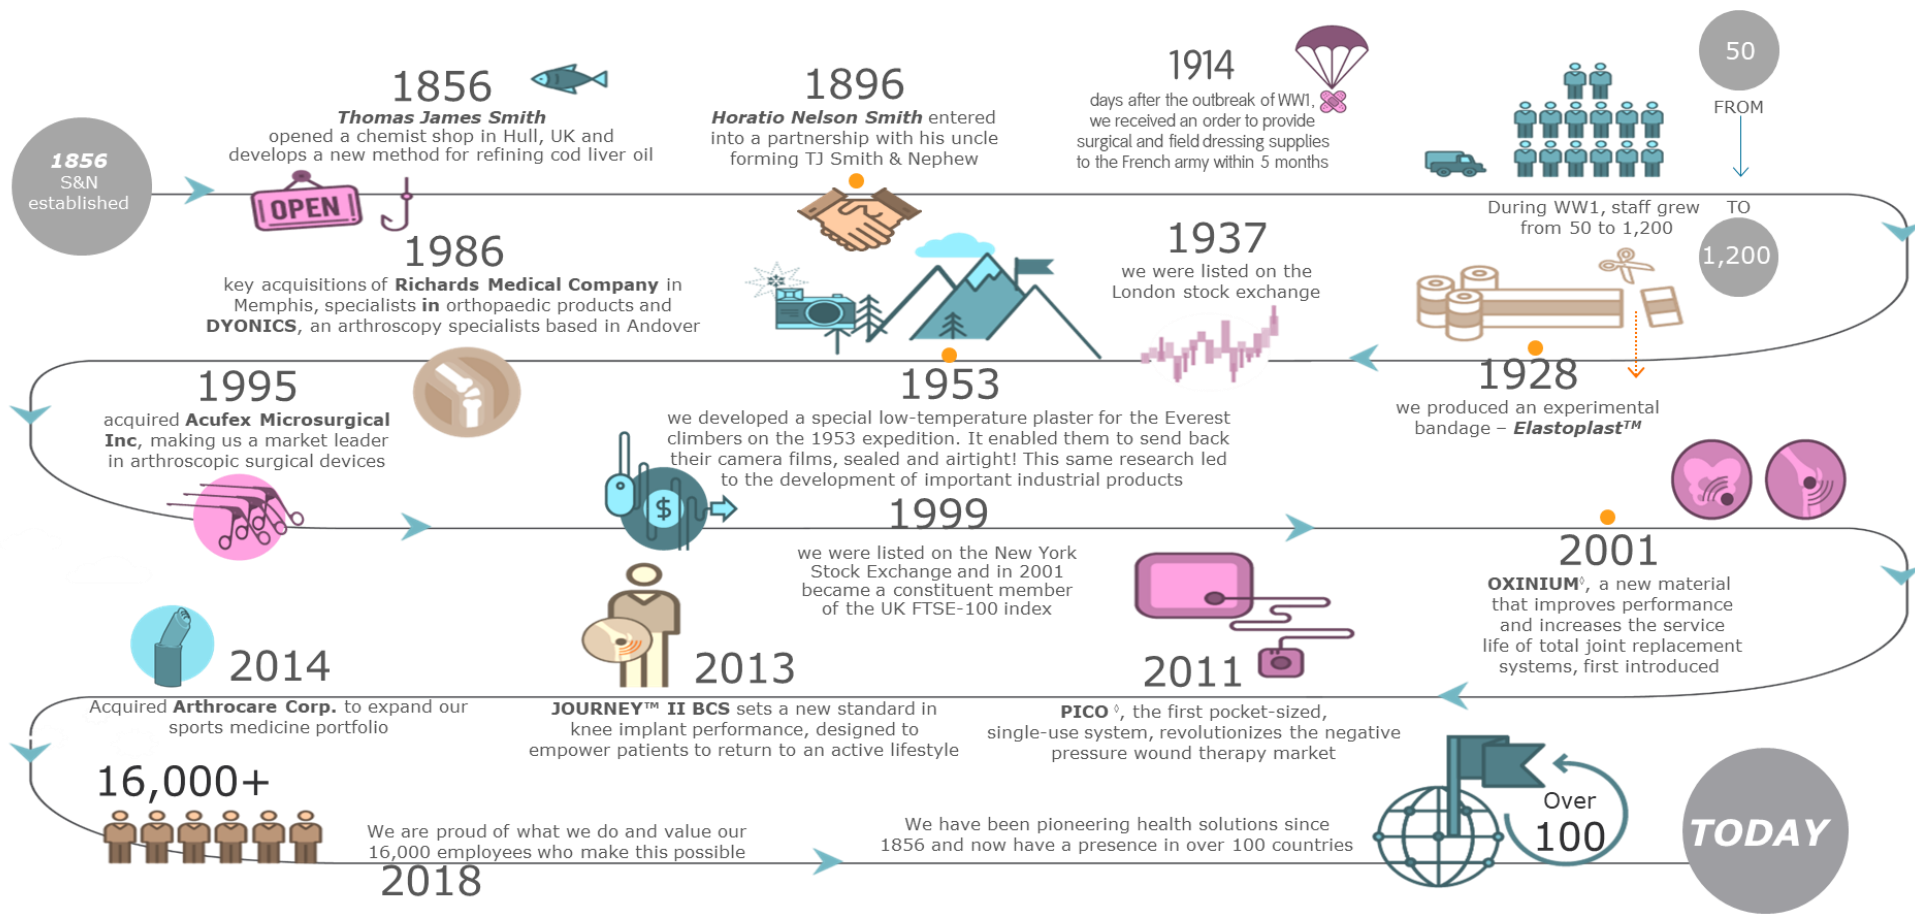 1856
S&N
established
1856
Thomas James Smith
opened a chemist shop in Hull, UK and
develops a new method for refining cod liver oil
OPEN
1896
Horatio Nelson Smith entered
into a partnership with his uncle
forming TJ Smith & Nephew
1914
days after the outbreak of WW1,
we received an order to provide
surgical and field dressing supplies
to the French army within 5 months
50
FROM
TO
1,200
During WW1, staff grew
from 50 to 1,200
1928
we produced an experimental
bandage – Elastoplast™
1937
we were listed on the
London stock exchange
1953
we developed a special low-temperature plaster for the Everest
climbers on the 1953 expedition. It enabled them to send back
their camera films, sealed and airtight! This same research led
to the development of important industrial products
1986
key acquisitions of Richards Medical Company in
Memphis, specialists in orthopaedic products and
DYONICS, an arthroscopy specialists based in Andover
1995
acquired Acufex Microsurgical
Inc, making us a market leader
in arthroscopic surgical devices
$
1999
we were listed on the New York
Stock Exchange and in 2001
became a constituent member
of the UK FTSE-100 index
2001
OXINIUM◊, a new material
that improves performance
and increases the service
life of total joint replacement
systems, first introduced
2011
PICO ◊, the first pocket-sized,
single-use system, revolutionizes the negative
pressure wound therapy market
2013
JOURNEY™ II BCS sets a new standard in
knee implant performance, designed to
empower patients to return to an active lifestyle
2014
Acquired Arthrocare Corp. to expand our
sports medicine portfolio
16,000+
We are proud of what we do and value our
16,000 employees who make this possible
2018
We have been pioneering health solutions since
1856 and now have a presence in over 100 countries
Over
100
TODAY